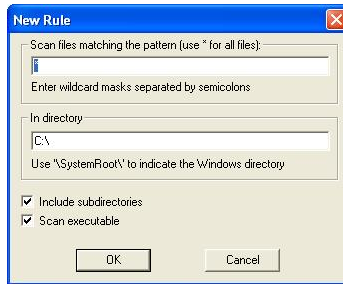 New Rule
Scan files matching the pattern (use * for all files):
*
Enter wildcard masks separated by semicolons
In directory
C:\
Use '\SystemRoot\' to indicate the Windows directory
Include subdirectories
Scan executable
OK Cancel